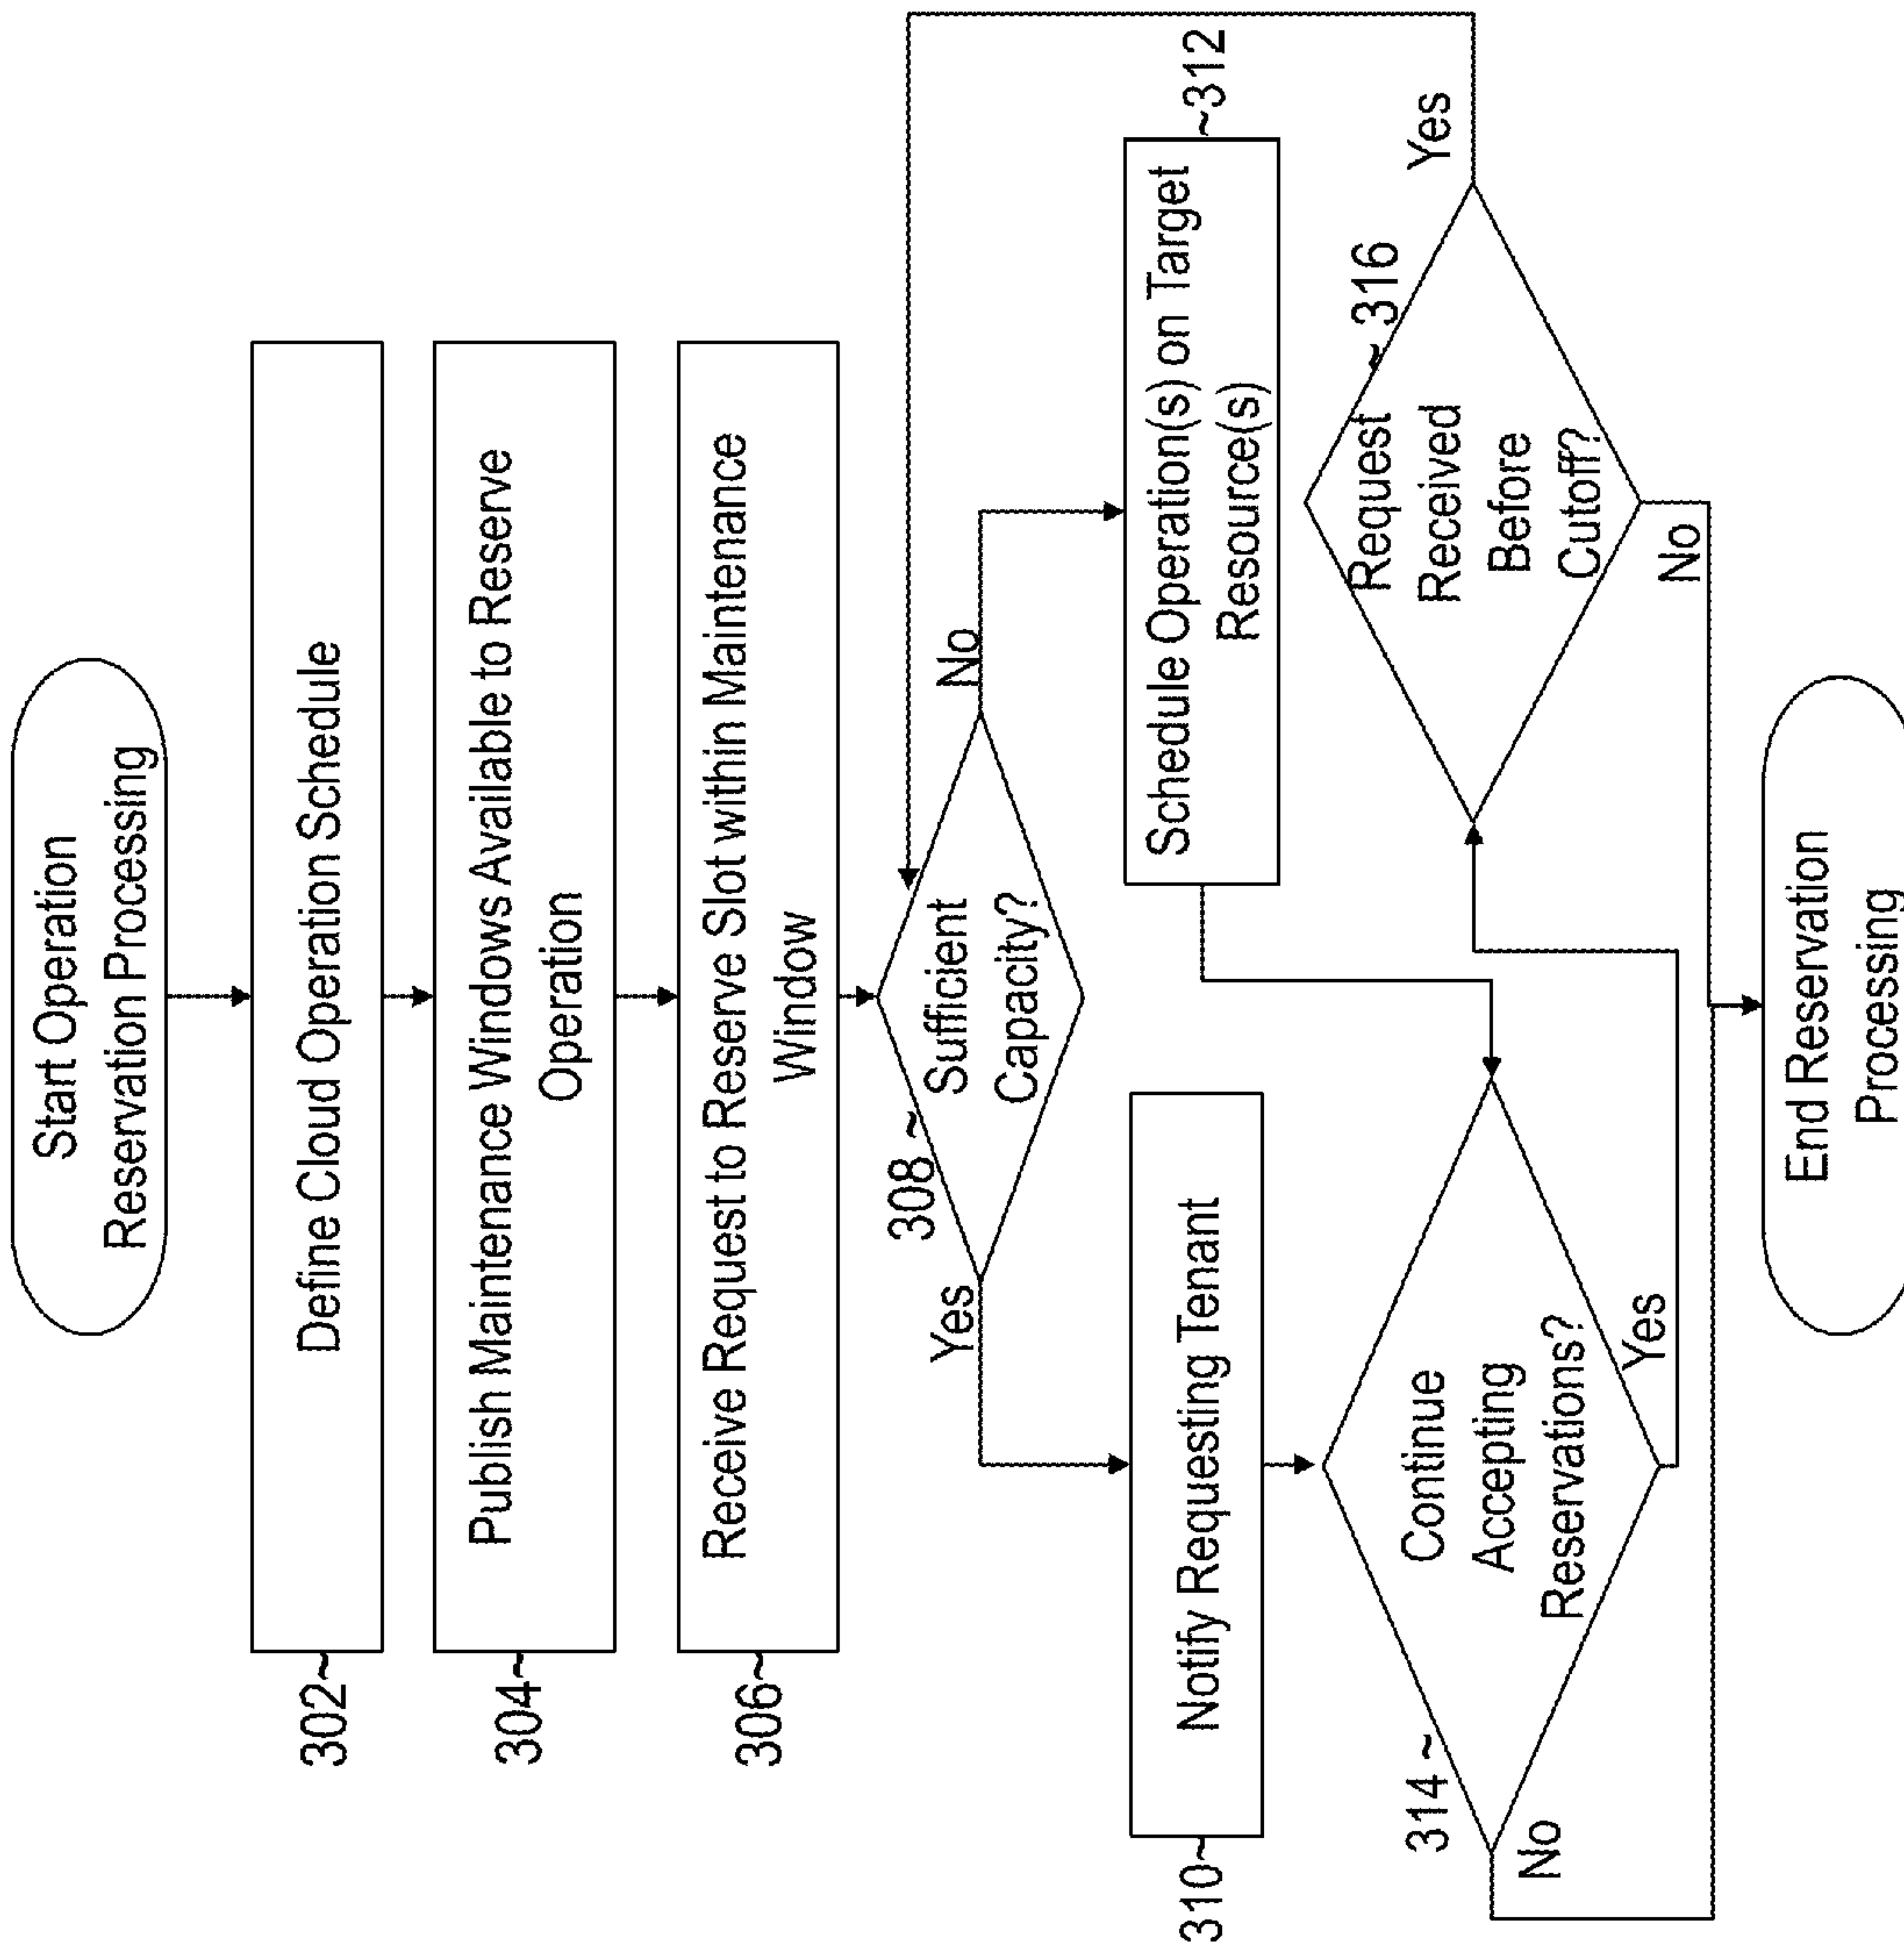 Start Operation
Reservation Processing
302~
Define Cloud Operation Schedule
304~
Publish Maintenance Windows Available to Reserve
Operation
306~
Receive Request to Reserve Slot within Maintenance
Window
308 ~
Sufficient
Capacity?
Yes
No
310~
Notify Requesting Tenant
Schedule Operation(s) on Target
Resource(s)
~312
314 ~
Continue
Accepting
Reservations?
No
Yes
~ 316
Request
Received
Before
Cutoff?
Yes
No
End Reservation
Processing